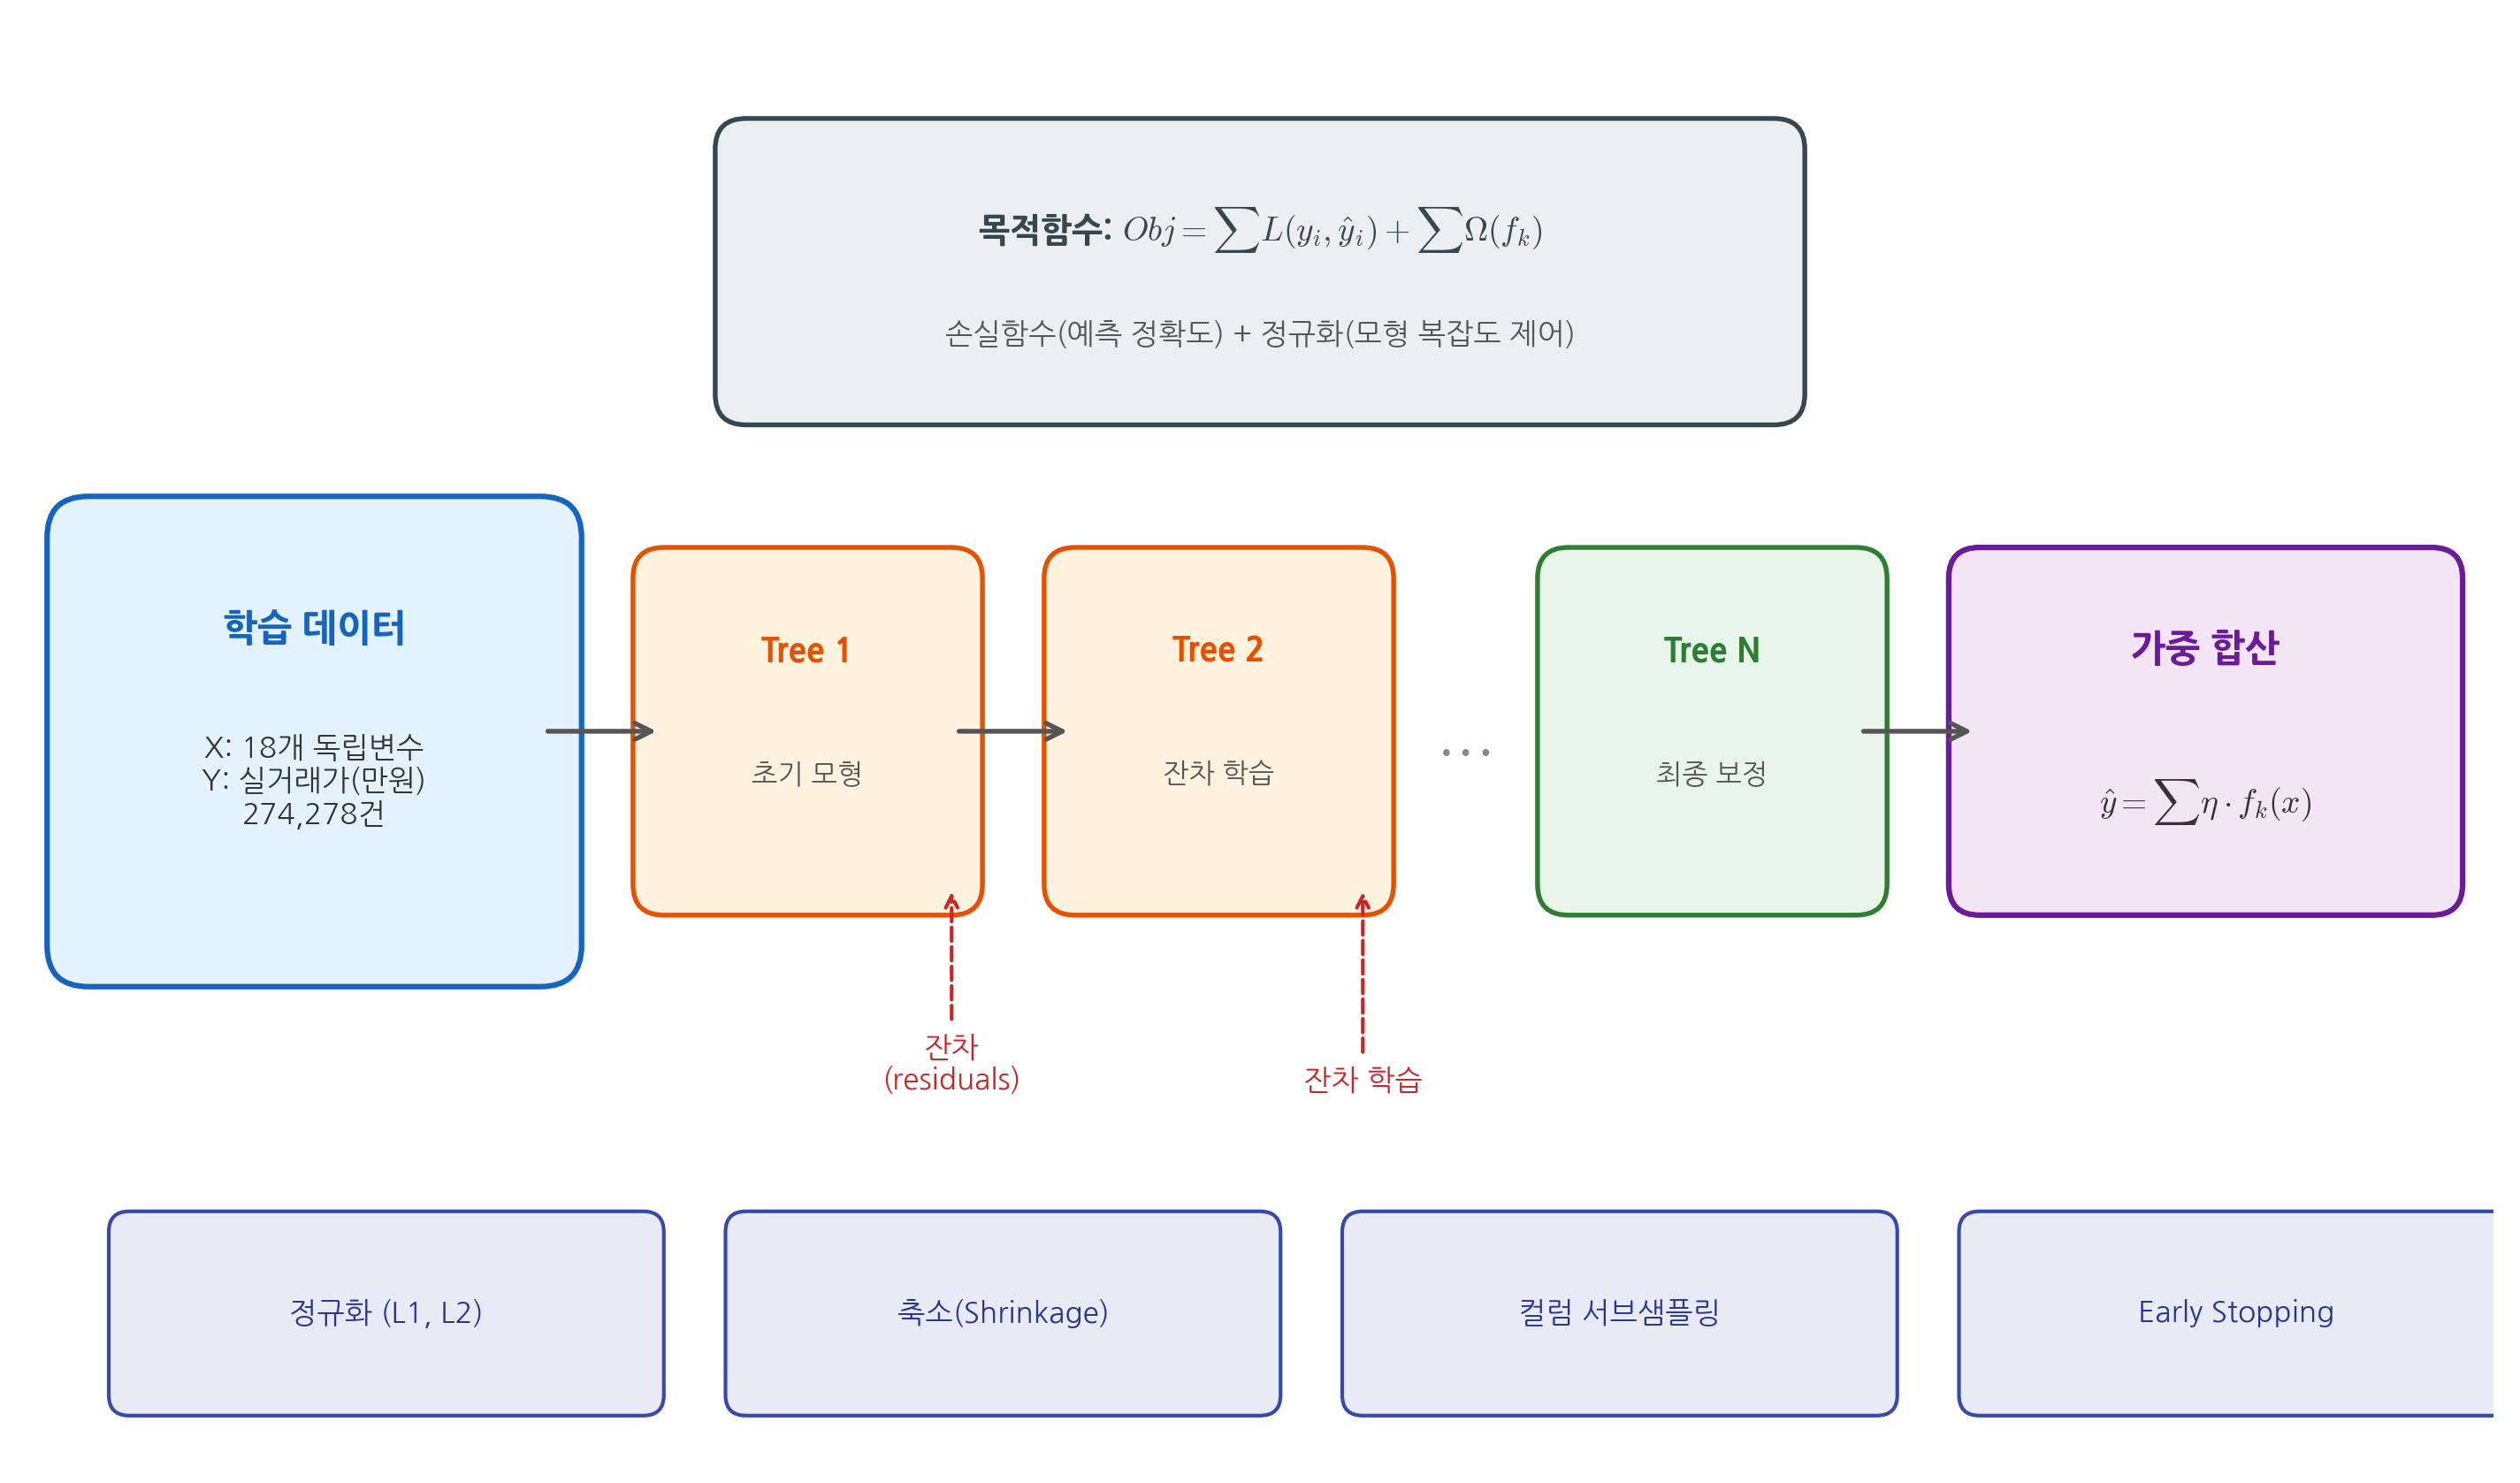 목적함수: Obj = ∑L(y_i, ŷ_i) + ∑Ω(f_k)
손실함수(예측 정확도) + 정규화(모형 복잡도 제어)
학습 데이터
X: 18개 독립변수
Y: 실거래가(만원)
274,278건
Tree 1
초기 모형
Tree 2
잔차 학습
...
Tree N
최종 보정
가중 합산
ŷ = ∑η · f_k(x)
잔차
(residuals)
잔차 학습
정규화 (L1, L2)
축소(Shrinkage)
컬럼 서브샘플링
Early Stopping